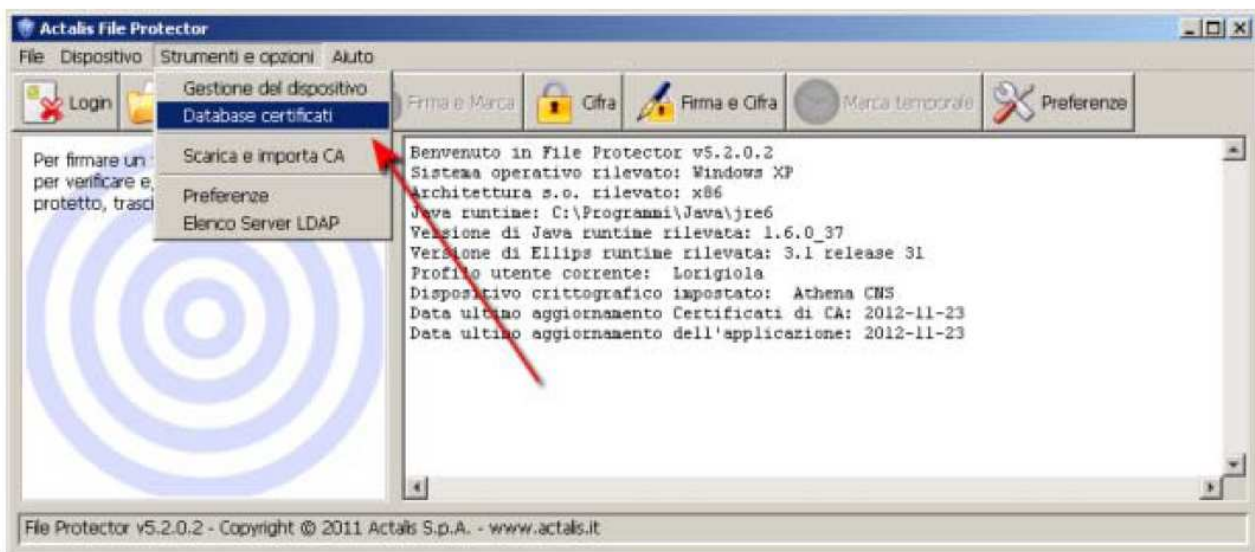 Actalis File Protector
File Dispositivo Strumenti e opzioni Aiuto
Login Firma e Marca Cifra Firma e Cifra Marca temporale Preferenze
Gestione del dispositivo
Database certificati
Scarica e importa CA
Preferenze
Elenco Server LDAP
Per firmare un
per verificare e,
protetto, trasci
Benvenuto in File Protector v5.2.0.2
Sistema operativo rilevato: Windows XP
Architettura s.o. rilevato: x86
Java runtime: C:\Programmi\Java\jre6
Versione di Java runtime rilevata: 1.6.0_37
Versione di Ellips runtime rilevata: 3.1 release 31
Profilo utente corrente: Lorigiola
Dispositivo crittografico impostato: Athena CNS
Data ultimo aggiornamento Certificati di CA: 2012-11-23
Data ultimo aggiornamento dell'applicazione: 2012-11-23
File Protector v5.2.0.2 - Copyright © 2011 Actalis S.p.A. - www.actalis.it